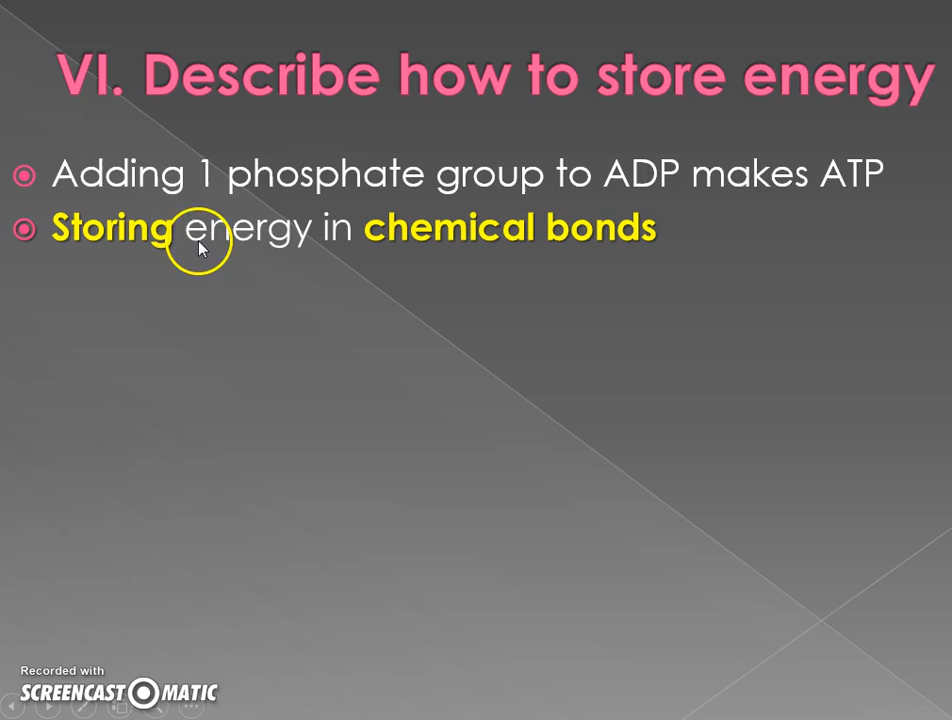 VI. Describe how to store energy
Adding 1 phosphate group to ADP makes ATP
Storing energy in chemical bonds
Recorded with
SCREENCAST MATIC